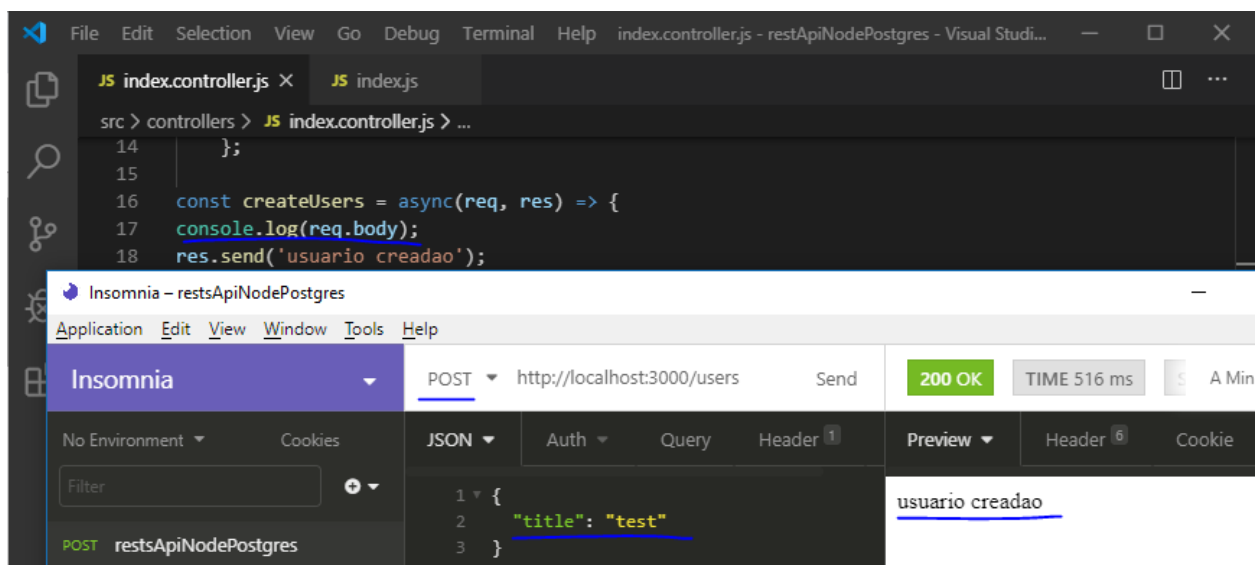 File Edit Selection View Go Debug Terminal Help index.controller.js - restApiNodePostgres - Visual Studi...
JS index.controller.js × JS index.js
src > controllers > JS index.controller.js > ...
14 };
15
16 const createUsers = async(req, res) => {
17 console.log(req.body);
18 res.send('usuario creadao');
Insomnia – restsApiNodePostgres
Application Edit View Window Tools Help
Insomnia POST http://localhost:3000/users Send 200 OK TIME 516 ms S A Min
No Environment Cookies JSON Auth Query Header 1 Preview Header 6 Cookie
Filter
1 {
2 "title": "test"
3 }
usuario creadao
POST restsApiNodePostgres